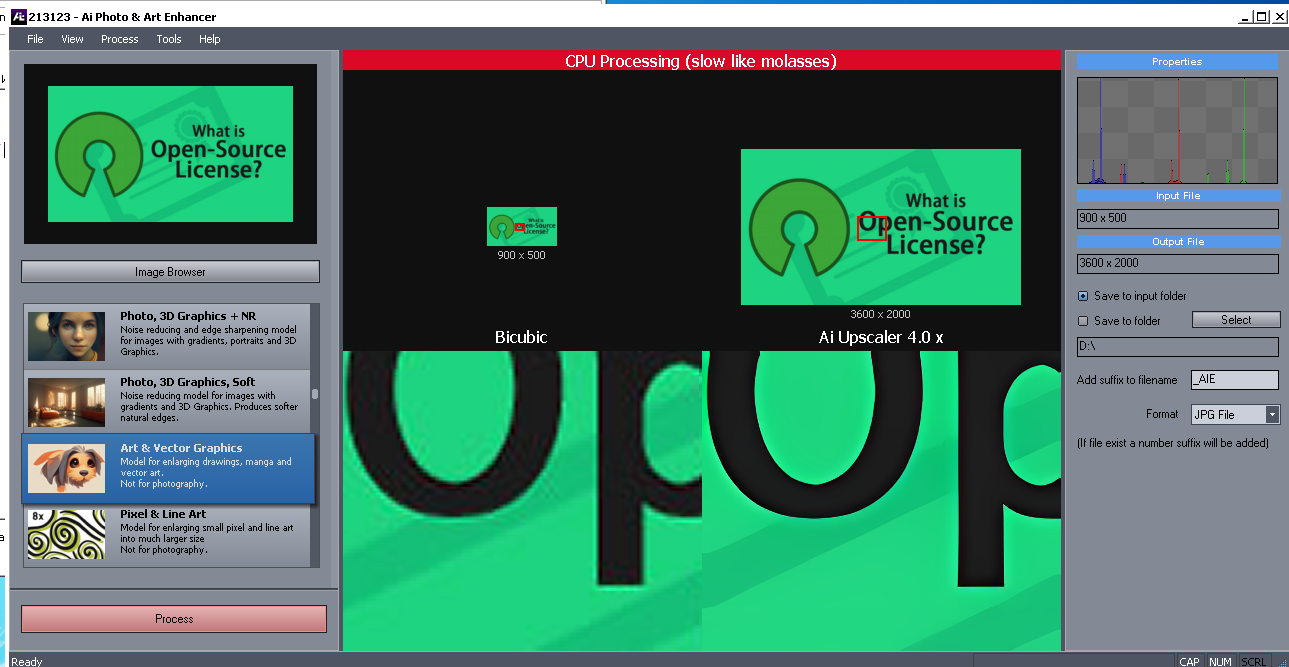 213123 - Ai Photo & Art Enhancer
File View Process Tools Help
What is
Open-Source
License?
Image Browser
Photo, 3D Graphics + NR
Noise reducing and edge sharpening model
for images with gradients, portraits and 3D
Graphics.
Photo, 3D Graphics, Soft
Noise reducing model for images with
gradients and 3D Graphics. Produces softer
natural edges.
Art & Vector Graphics
Model for enlarging drawings, manga and
vector art.
Not for photography.
8x
Pixel & Line Art
Model for enlarging small pixel and line art
into much larger size
Not for photography.
Process
Ready
CPU Processing (slow like molasses)
What is
Open-Source
License?
900 x 500
Bicubic
What is
Open-Source
License?
3600 x 2000
Ai Upscaler 4.0 x
Op
Op
Properties
Input File
900 x 500
Output File
3600 x 2000
Save to input folder
Save to folder Select
D:\
Add suffix to filename _AIE
Format JPG File
(If file exist a number suffix will be added)
CAP NUM SCRL